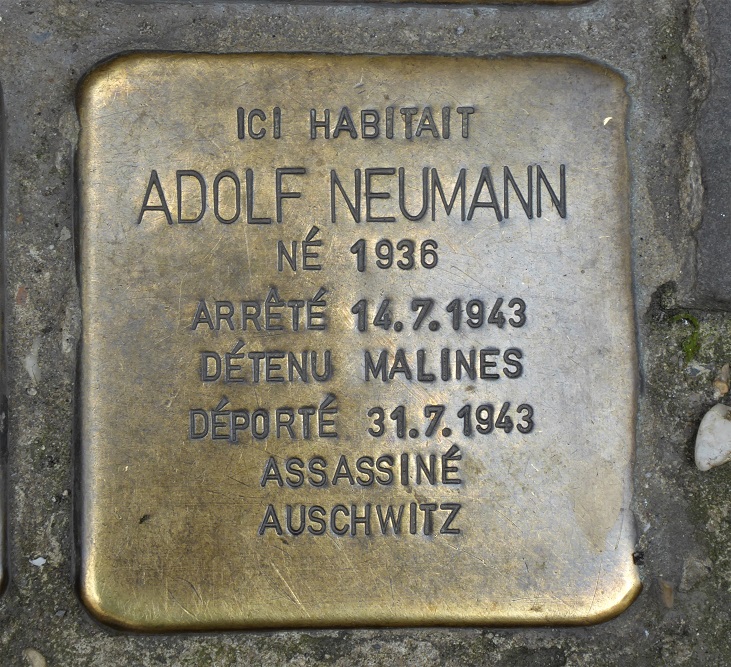 ICI HABITAIT
ADOLF NEUMANN
NÉ 1936
ARRÊTÉ 14.7.1943
DÉTENU MALINES
DÉPORTÉ 31.7.1943
ASSASSINÉ
AUSCHWITZ